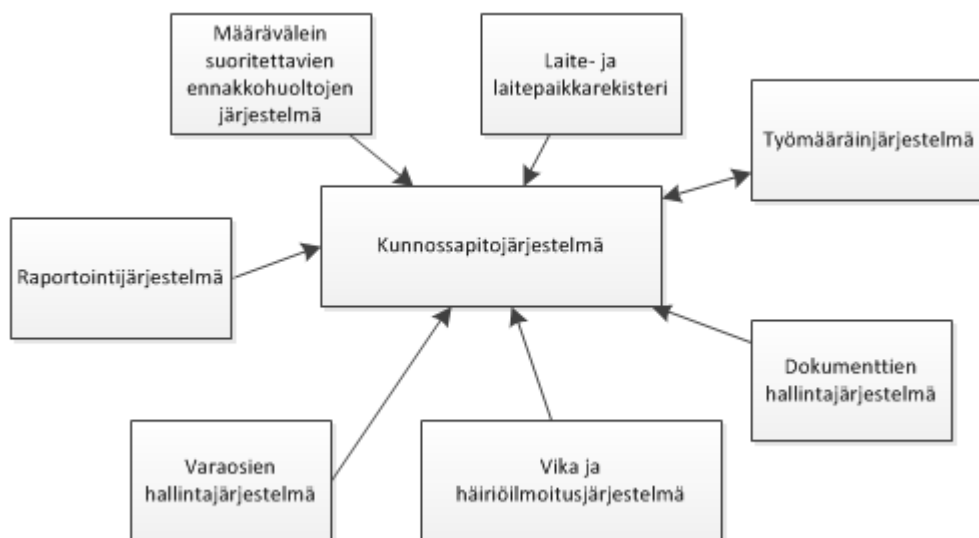 Määrävälein
suoritettavien
ennakkohuoltojen
järjestelmä
Laite- ja
laitepaikkarekisteri
Työmääräinjärjestelmä
Kunnossapitojärjestelmä
Raportointijärjestelmä
Dokumenttien
hallintajärjestelmä
Varaosien
hallintajärjestelmä
Vika ja
häiriöilmoitusjärjestelmä